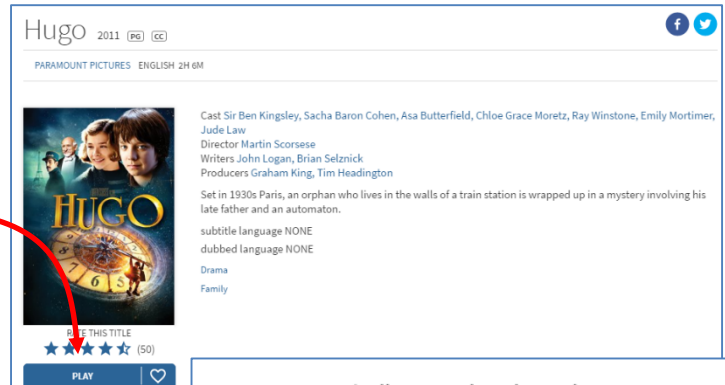 Hugo 2011 PG CC
PARAMOUNT PICTURES ENGLISH 2H 6M
Cast Sir Ben Kingsley, Sacha Baron Cohen, Asa Butterfield, Chloe Grace Moretz, Ray Winstone, Emily Mortimer,
Jude Law
Director Martin Scorsese
Writers John Logan, Brian Selznick
Producers Graham King, Tim Headington
Set in 1930s Paris, an orphan who lives in the walls of a train station is wrapped up in a mystery involving his
late father and an automaton.
subtitle language NONE
dubbed language NONE
Drama
Family
HUGO
RATE THIS TITLE
(50)
PLAY